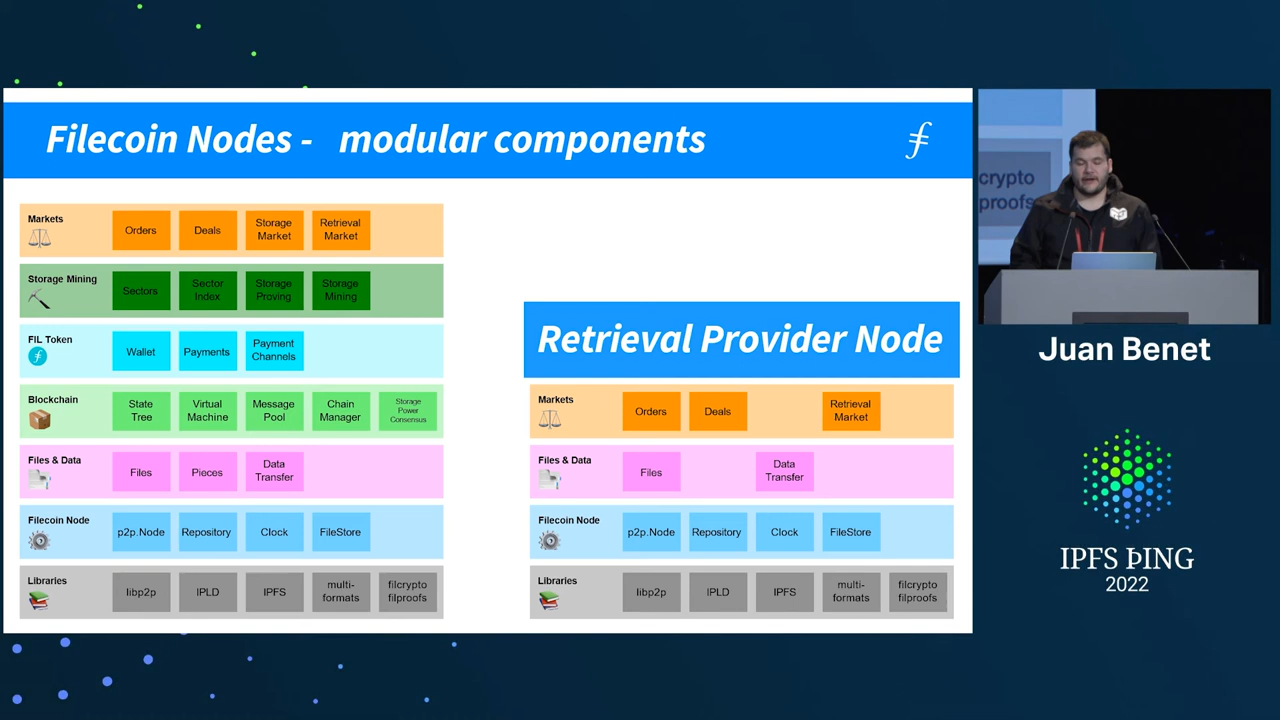 Filecoin Nodes - modular components
Markets
Orders
Deals
Storage
Market
Retrieval
Market
Storage Mining
Sectors
Sector
Index
Storage
Proving
Storage
Mining
FIL Token
Wallet
Payments
Payment
Channels
Blockchain
State
Tree
Virtual
Machine
Message
Pool
Chain
Manager
Storage
Power
Consensus
Files & Data
Files
Pieces
Data
Transfer
Filecoin Node
p2p.Node
Repository
Clock
FileStore
Libraries
libp2p
IPLD
IPFS
multi-
formats
filcrypto
filproofs
Retrieval Provider Node
Markets
Orders
Deals
Retrieval
Market
Files & Data
Files
Data
Transfer
Filecoin Node
p2p.Node
Repository
Clock
FileStore
Libraries
libp2p
IPLD
IPFS
multi-
formats
filcrypto
filproofs
crypto
proofs
Juan Benet
IPFS ÞING
2022